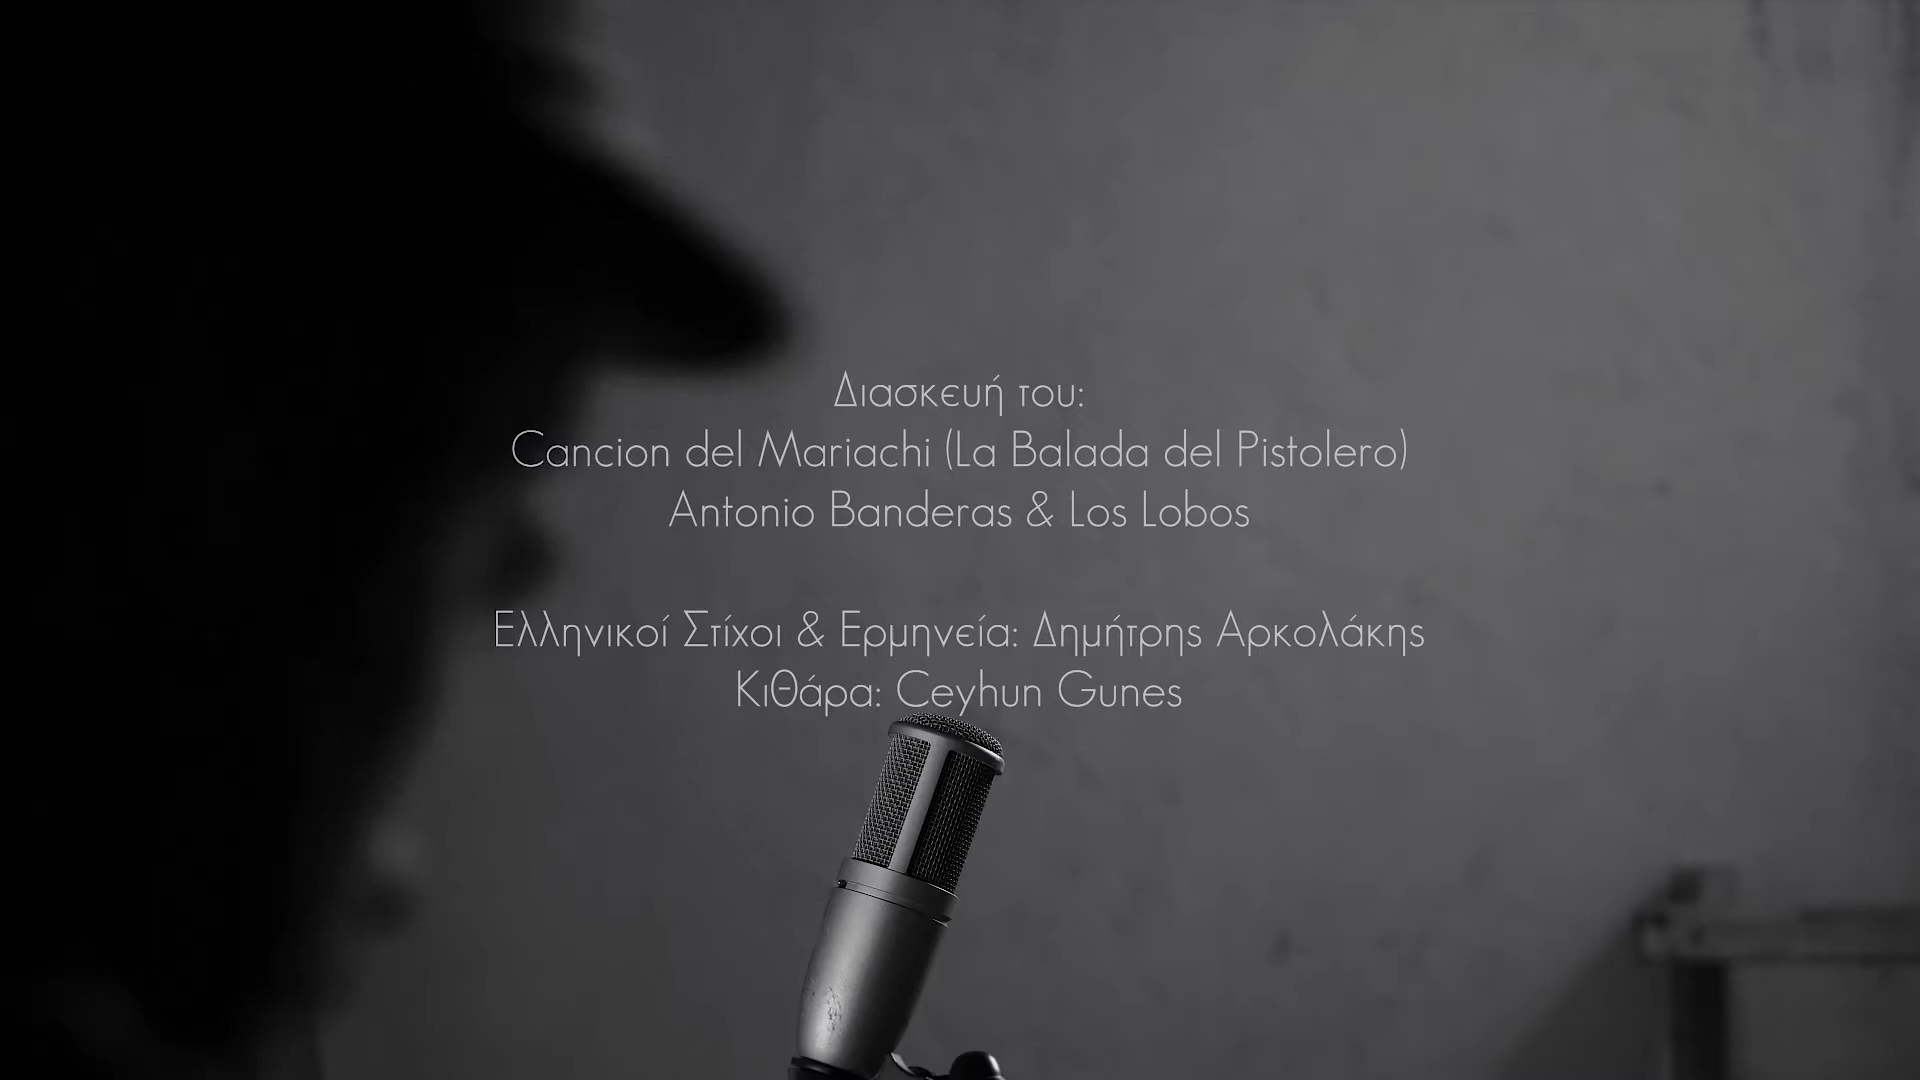 Διασκευή του:
Cancion del Mariachi (La Balada del Pistolero)
Antonio Banderas & Los Lobos
Ελληνικοί Στίχοι & Ερμηνεία: Δημήτρης Αρκολάκης
Κιθάρα: Ceyhun Gunes